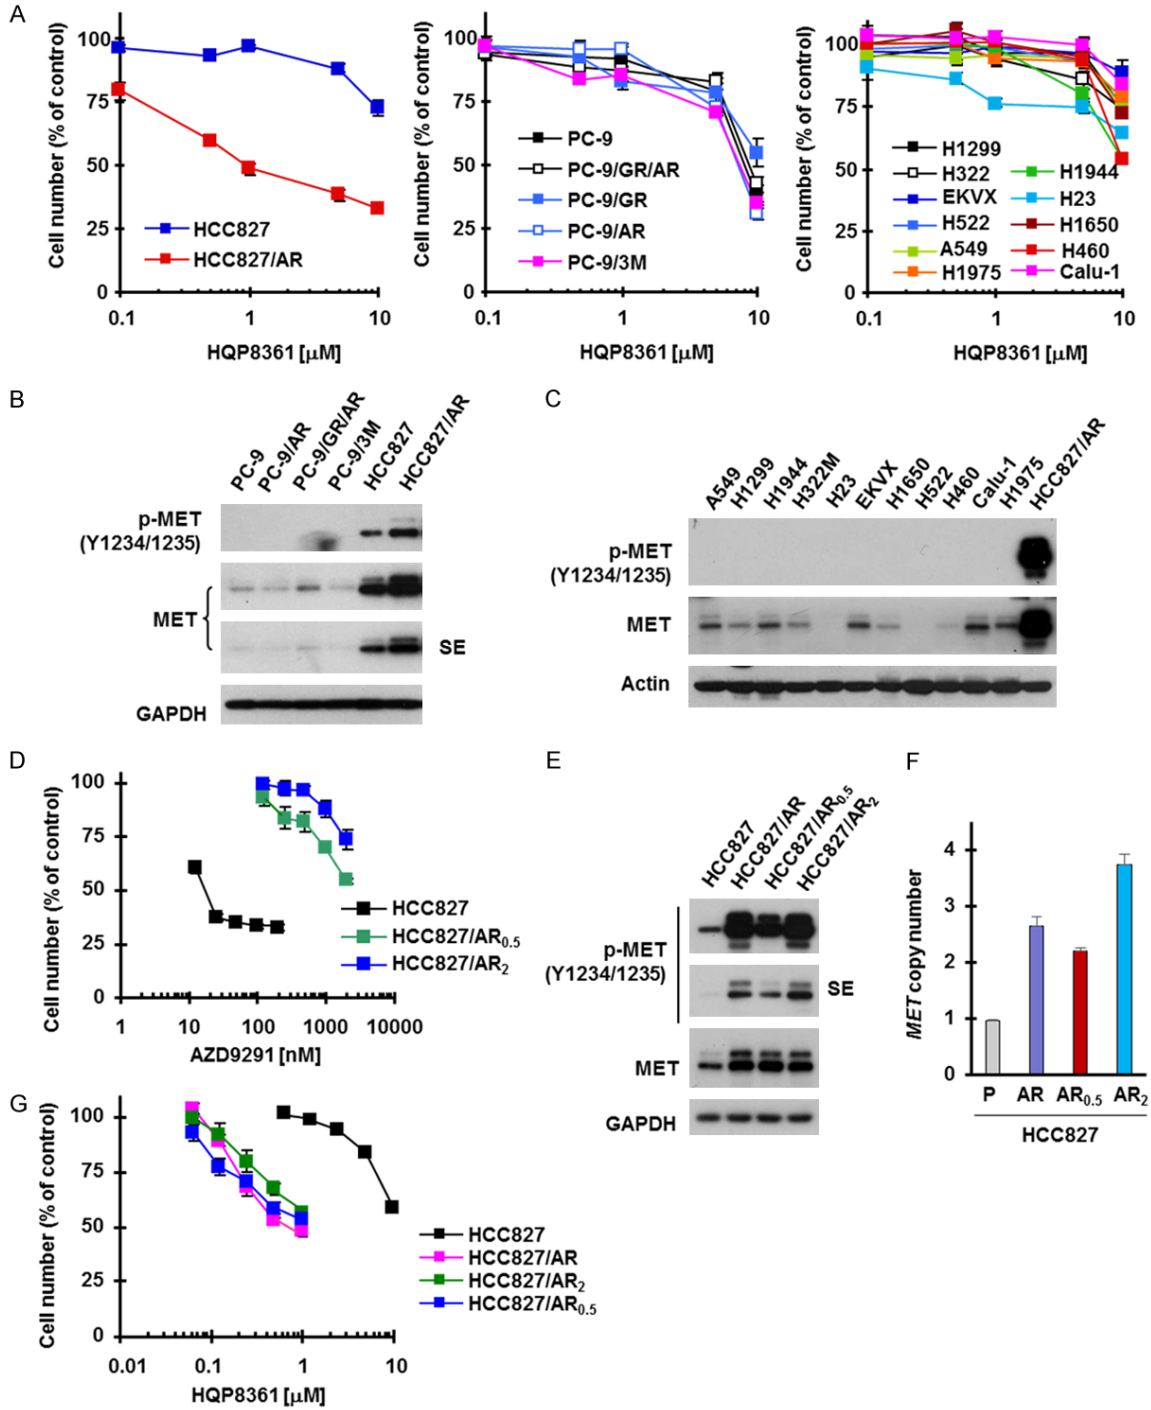 A
Cell number (% of control)
100
75
50
25
0
0.1
1
10
HQP8361 [μM]
HCC827
HCC827/AR
Cell number (% of control)
100
75
50
25
0
0.1
1
10
HQP8361 [μM]
PC-9
PC-9/GR/AR
PC-9/GR
PC-9/AR
PC-9/3M
Cell number (% of control)
100
75
50
25
0
0.1
1
10
HQP8361 [μM]
H1299
H322
EKVX
H522
A549
H1975
H1944
H23
H1650
H460
Calu-1
B
PC-9
PC-9/AR
PC-9/GR/AR
PC-9/3M
HCC827
HCC827/AR
p-MET
(Y1234/1235)
MET
SE
GAPDH
C
A549
H1299
H1944
H322M
H23
EKVX
H1650
H522
H460
Calu-1
H1975
HCC827/AR
p-MET
(Y1234/1235)
MET
Actin
D
Cell number (% of control)
100
75
50
25
0
1
10
100
1000
10000
AZD9291 [nM]
HCC827
HCC827/AR0.5
HCC827/AR2
E
HCC827
HCC827/AR
HCC827/AR0.5
HCC827/AR2
p-MET
(Y1234/1235)
SE
MET
GAPDH
F
MET copy number
4
3
2
1
0
P
AR
AR0.5
AR2
HCC827
G
Cell number (% of control)
100
75
50
25
0
0.01
0.1
1
10
HQP8361 [μM]
HCC827
HCC827/AR
HCC827/AR2
HCC827/AR0.5